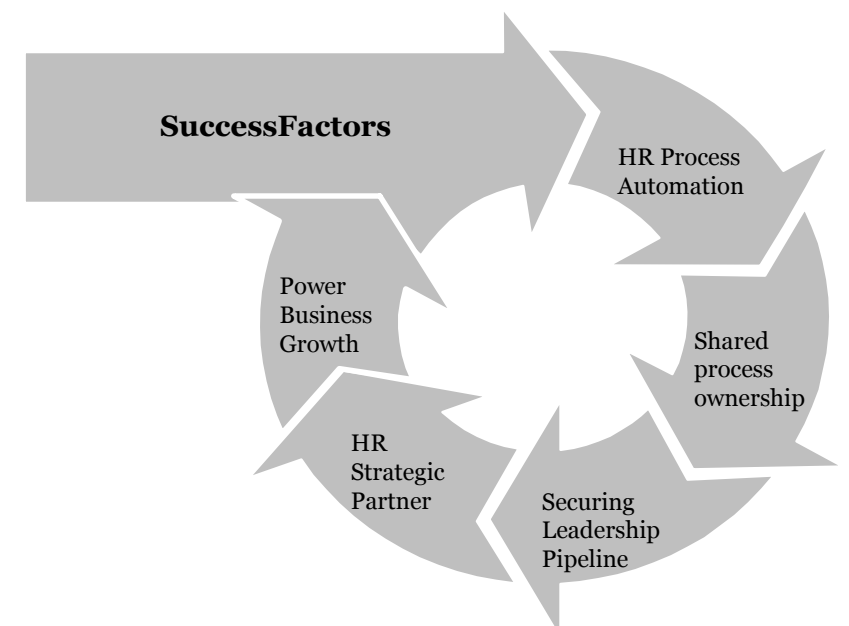 SuccessFactors
HR Process
Automation
Shared
process
ownership
Securing
Leadership
Pipeline
HR
Strategic
Partner
Power
Business
Growth